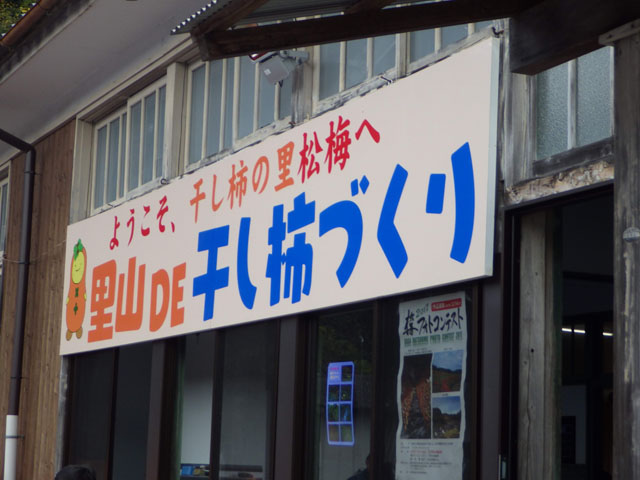 ようこそ、干し柿の里松梅へ
里山DE干し柿づくり
フォトコンテスト